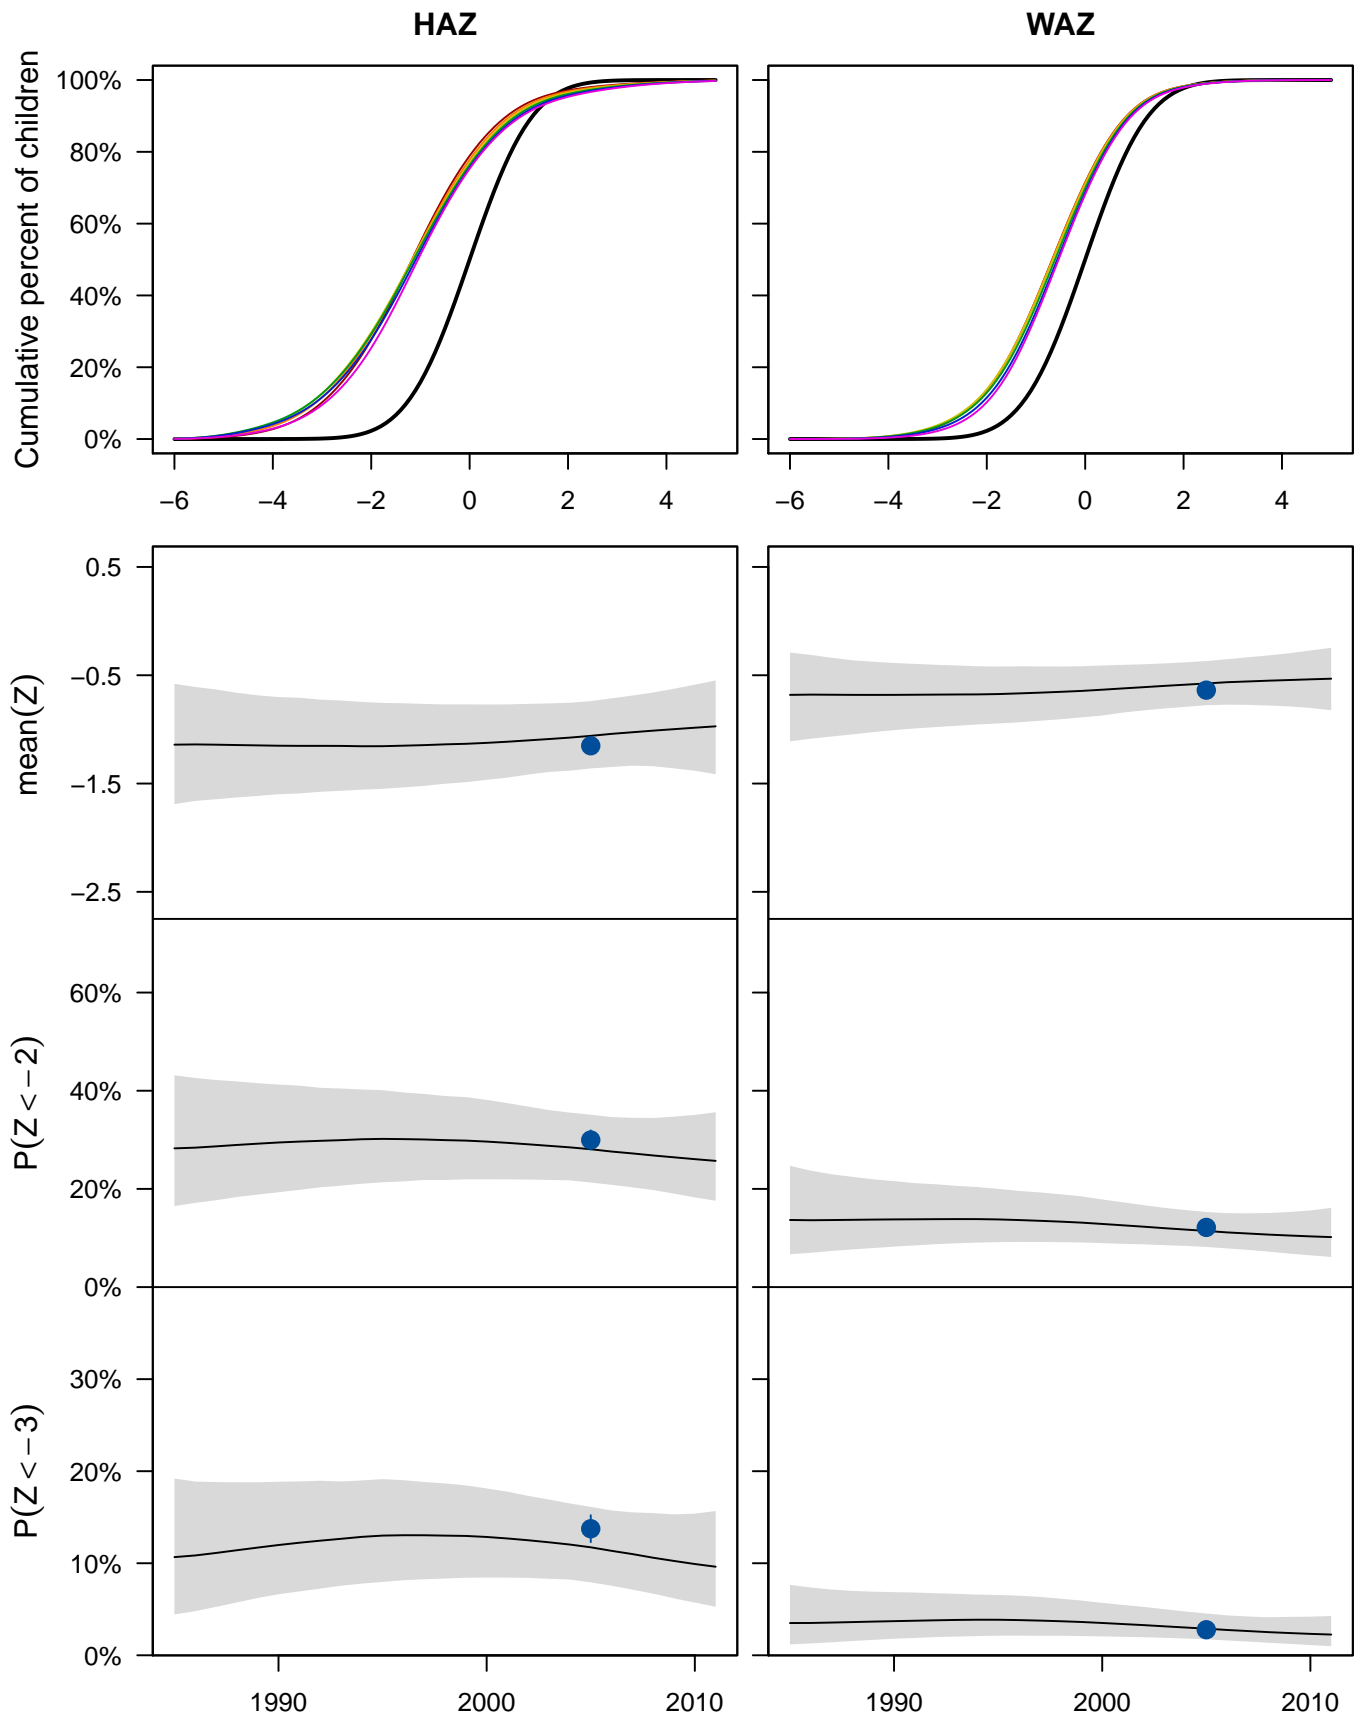 HAZ
WAZ
Cumulative percent of children
100%
80%
60%
40%
20%
0%
−6 −4 −2 0 2 4
−6 −4 −2 0 2 4
mean(Z)
0.5
−0.5
−1.5
−2.5
P(Z < −2)
60%
40%
20%
0%
P(Z < −3)
30%
20%
10%
0%
1990 2000 2010
1990 2000 2010